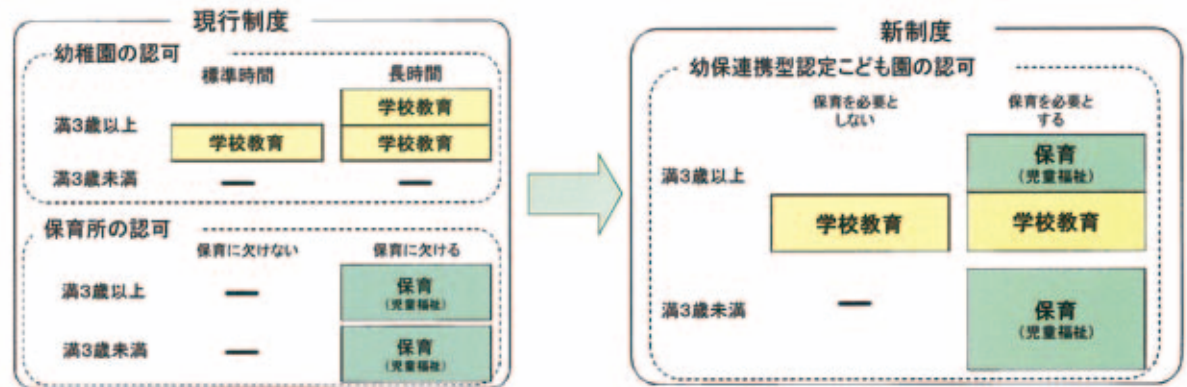 現行制度
幼稚園の認可
標準時間 長時間
学校教育
満3歳以上 学校教育 学校教育
満3歳未満 ー ー
保育所の認可
保育に欠けない 保育に欠ける
満3歳以上 ー 保育
(児童福祉)
満3歳未満 ー 保育
(児童福祉)
新制度
幼保連携型認定こども園の認可
保育を必要と
しない
保育を必要と
する
満3歳以上
保育
(児童福祉)
学校教育 学校教育
満3歳未満 ー 保育
(児童福祉)